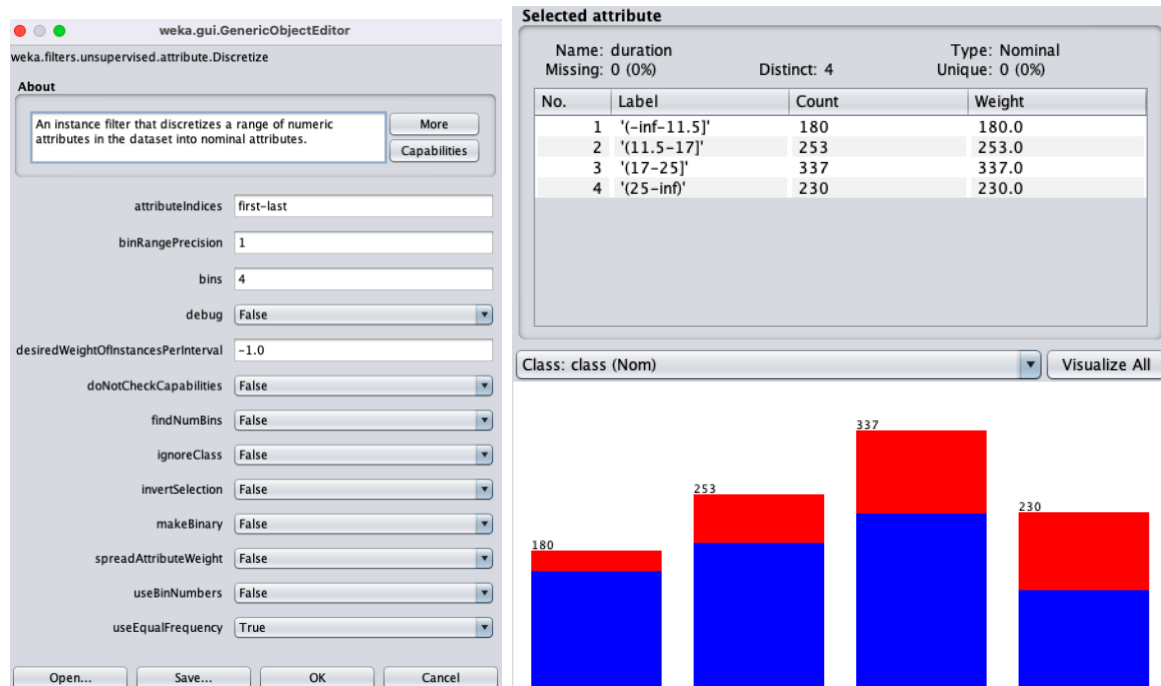 weka.gui.GenericObjectEditor
weka.filters.unsupervised.attribute.Discretize
About
An instance filter that discretizes a range of numeric
attributes in the dataset into nominal attributes.
More
Capabilities
attributeIndices first-last
binRangePrecision 1
bins 4
debug False
desiredWeightOfInstancesPerInterval -1.0
doNotCheckCapabilities False
findNumBins False
ignoreClass False
invertSelection False
makeBinary False
spreadAttributeWeight False
useBinNumbers False
useEqualFrequency True
Open... Save... OK Cancel
Selected attribute
Name: duration Type: Nominal
Missing: 0 (0%) Distinct: 4 Unique: 0 (0%)
No. Label Count Weight
1 '(-inf-11.5]' 180 180.0
2 '(11.5-17]' 253 253.0
3 '(17-25]' 337 337.0
4 '(25-inf)' 230 230.0
Class: class (Nom) Visualize All
180
253
337
230